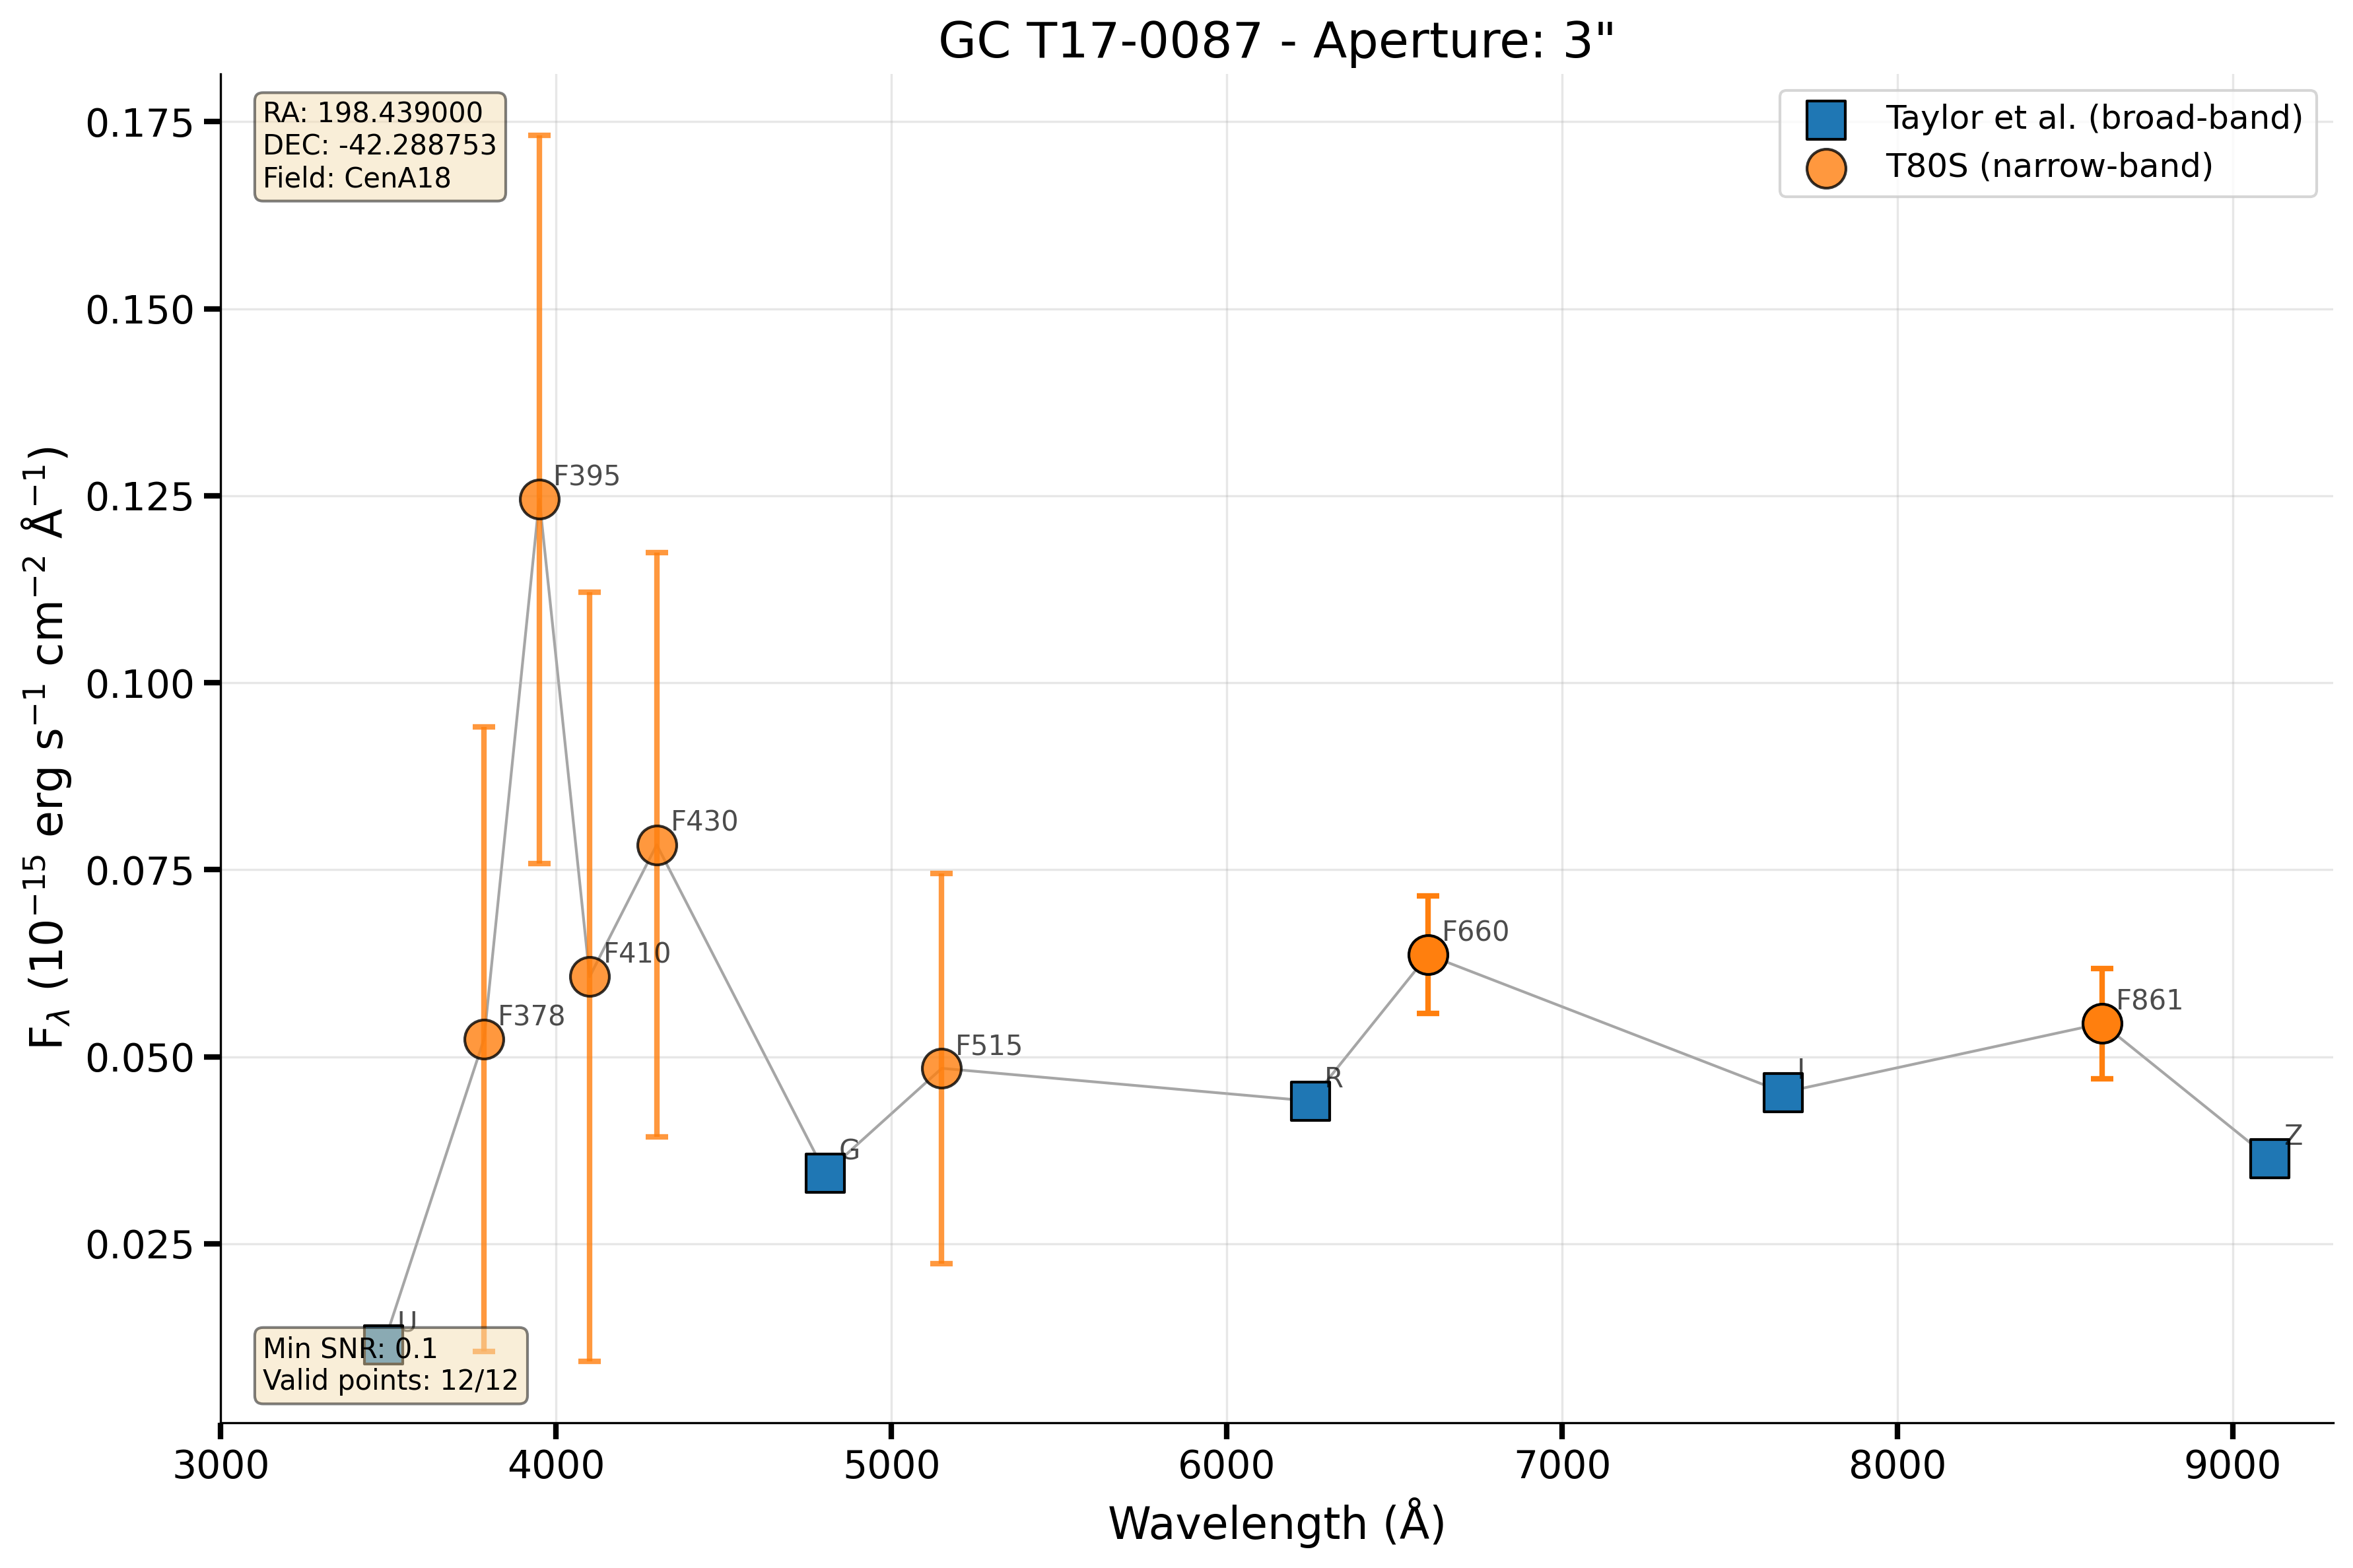 GC T17-0087 - Aperture: 3"
RA: 198.439000
DEC: -42.288753
Field: CenA18
Taylor et al. (broad-band)
T80S (narrow-band)
0.175
0.150
0.125
0.100
0.075
0.050
0.025
F$_{λ}$ (10$^{-15}$ erg s$^{-1}$ cm$^{-2}$ Å$^{-1}$)
F395
F430
F410
F378
F515
F660
F861
R
I
G
Z
U
Min SNR: 0.1
Valid points: 12/12
3000 4000 5000 6000 7000 8000 9000
Wavelength (Å)